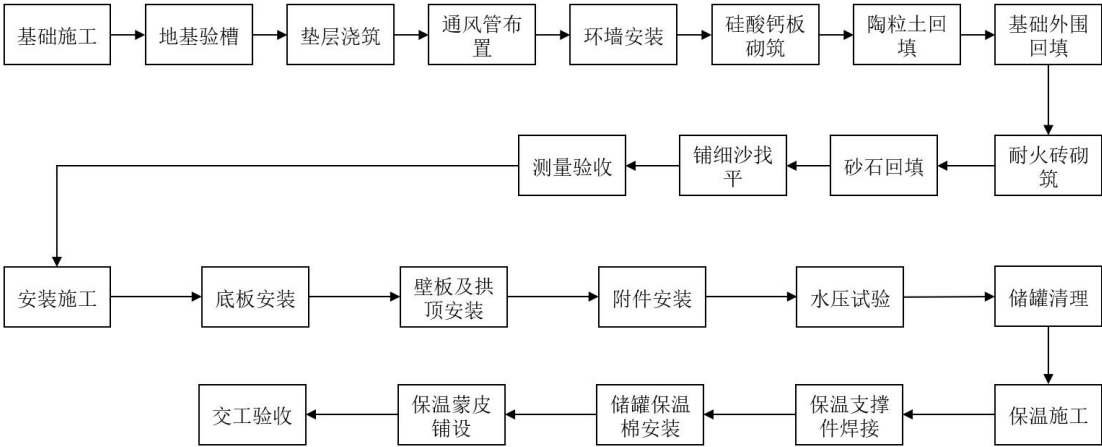 基础施工
地基验槽
垫层浇筑
通风管布
置
环墙安装
硅酸钙板
砌筑
陶粒土回
填
基础外围
回填
耐火砖砌
筑
砂石回填
铺细沙找
平
测量验收
安装施工
底板安装
壁板及拱
顶安装
附件安装
水压试验
储罐清理
保温施工
保温支撑
件焊接
储罐保温
棉安装
保温蒙皮
铺设
交工验收